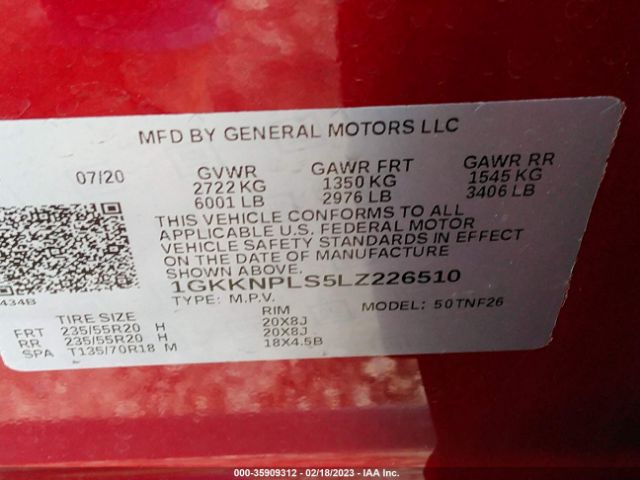 MFD BY GENERAL MOTORS LLC
07/20 GVWR GAWR FRT GAWR RR
2722 KG 1350 KG 1545 KG
6001 LB 2976 LB 3406 LB
THIS VEHICLE CONFORMS TO ALL
APPLICABLE U.S. FEDERAL MOTOR
VEHICLE SAFETY STANDARDS IN EFFECT
ON THE DATE OF MANUFACTURE
SHOWN ABOVE.
1GKKNPLS5LZ226510
434B
TYPE: M.P.V. MODEL: 50TNF26
TIRE SIZE RIM
FRT 235/55R20 H 20X8J
RR 235/55R20 H 20X8J
SPA T135/70R18 M 18X4.5B
000-35909312 - 02/18/2023 - IAA Inc.